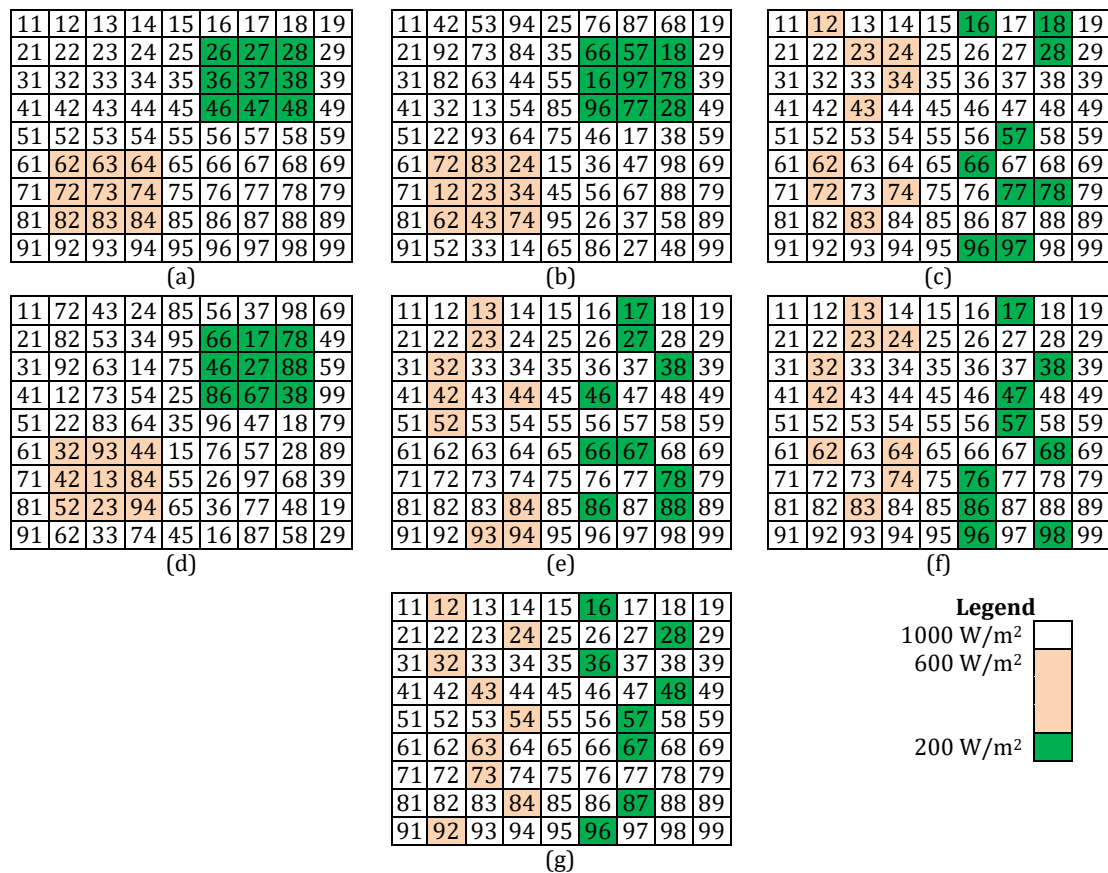 11 12 13 14 15 16 17 18 19
21 22 23 24 25 26 27 28 29
31 32 33 34 35 36 37 38 39
41 42 43 44 45 46 47 48 49
51 52 53 54 55 56 57 58 59
61 62 63 64 65 66 67 68 69
71 72 73 74 75 76 77 78 79
81 82 83 84 85 86 87 88 89
91 92 93 94 95 96 97 98 99
(a)
11 42 53 94 25 76 87 68 19
21 92 73 84 35 66 57 18 29
31 82 63 44 55 16 97 78 39
41 32 13 54 85 96 77 28 49
51 22 93 64 75 46 17 38 59
61 72 83 24 15 36 47 98 69
71 12 23 34 45 56 67 88 79
81 62 43 74 95 26 37 58 89
91 52 33 14 65 86 27 48 99
(b)
11 12 13 14 15 16 17 18 19
21 22 23 24 25 26 27 28 29
31 32 33 34 35 36 37 38 39
41 42 43 44 45 46 47 48 49
51 52 53 54 55 56 57 58 59
61 62 63 64 65 66 67 68 69
71 72 73 74 75 76 77 78 79
81 82 83 84 85 86 87 88 89
91 92 93 94 95 96 97 98 99
(c)
11 72 43 24 85 56 37 98 69
21 82 53 34 95 66 17 78 49
31 92 63 14 75 46 27 88 59
41 12 73 54 25 86 67 38 99
51 22 83 64 35 96 47 18 79
61 32 93 44 15 76 57 28 89
71 42 13 84 55 26 97 68 39
81 52 23 94 65 36 77 48 19
91 62 33 74 45 16 87 58 29
(d)
11 12 13 14 15 16 17 18 19
21 22 23 24 25 26 27 28 29
31 32 33 34 35 36 37 38 39
41 42 43 44 45 46 47 48 49
51 52 53 54 55 56 57 58 59
61 62 63 64 65 66 67 68 69
71 72 73 74 75 76 77 78 79
81 82 83 84 85 86 87 88 89
91 92 93 94 95 96 97 98 99
(e)
11 12 13 14 15 16 17 18 19
21 22 23 24 25 26 27 28 29
31 32 33 34 35 36 37 38 39
41 42 43 44 45 46 47 48 49
51 52 53 54 55 56 57 58 59
61 62 63 64 65 66 67 68 69
71 72 73 74 75 76 77 78 79
81 82 83 84 85 86 87 88 89
91 92 93 94 95 96 97 98 99
(f)
11 12 13 14 15 16 17 18 19
21 22 23 24 25 26 27 28 29
31 32 33 34 35 36 37 38 39
41 42 43 44 45 46 47 48 49
51 52 53 54 55 56 57 58 59
61 62 63 64 65 66 67 68 69
71 72 73 74 75 76 77 78 79
81 82 83 84 85 86 87 88 89
91 92 93 94 95 96 97 98 99
(g)
Legend
1000 W/m²
600 W/m²
200 W/m²